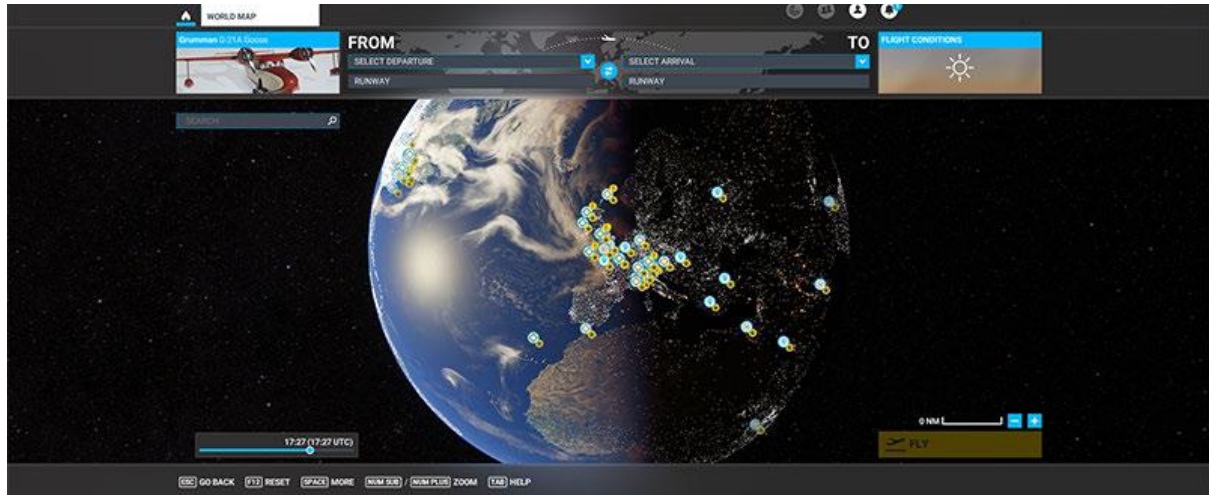 WORLD MAP
Grumman G-21A Goose
FROM
TO
FLIGHT CONDITIONS
SELECT DEPARTURE
SELECT ARRIVAL
RUNWAY
RUNWAY
SEARCH
17:27 (17:27 UTC)
0 NM
FLY
ESC GO BACK F12 RESET SPACE MORE NUM SUB / NUM PLUS ZOOM TAB HELP